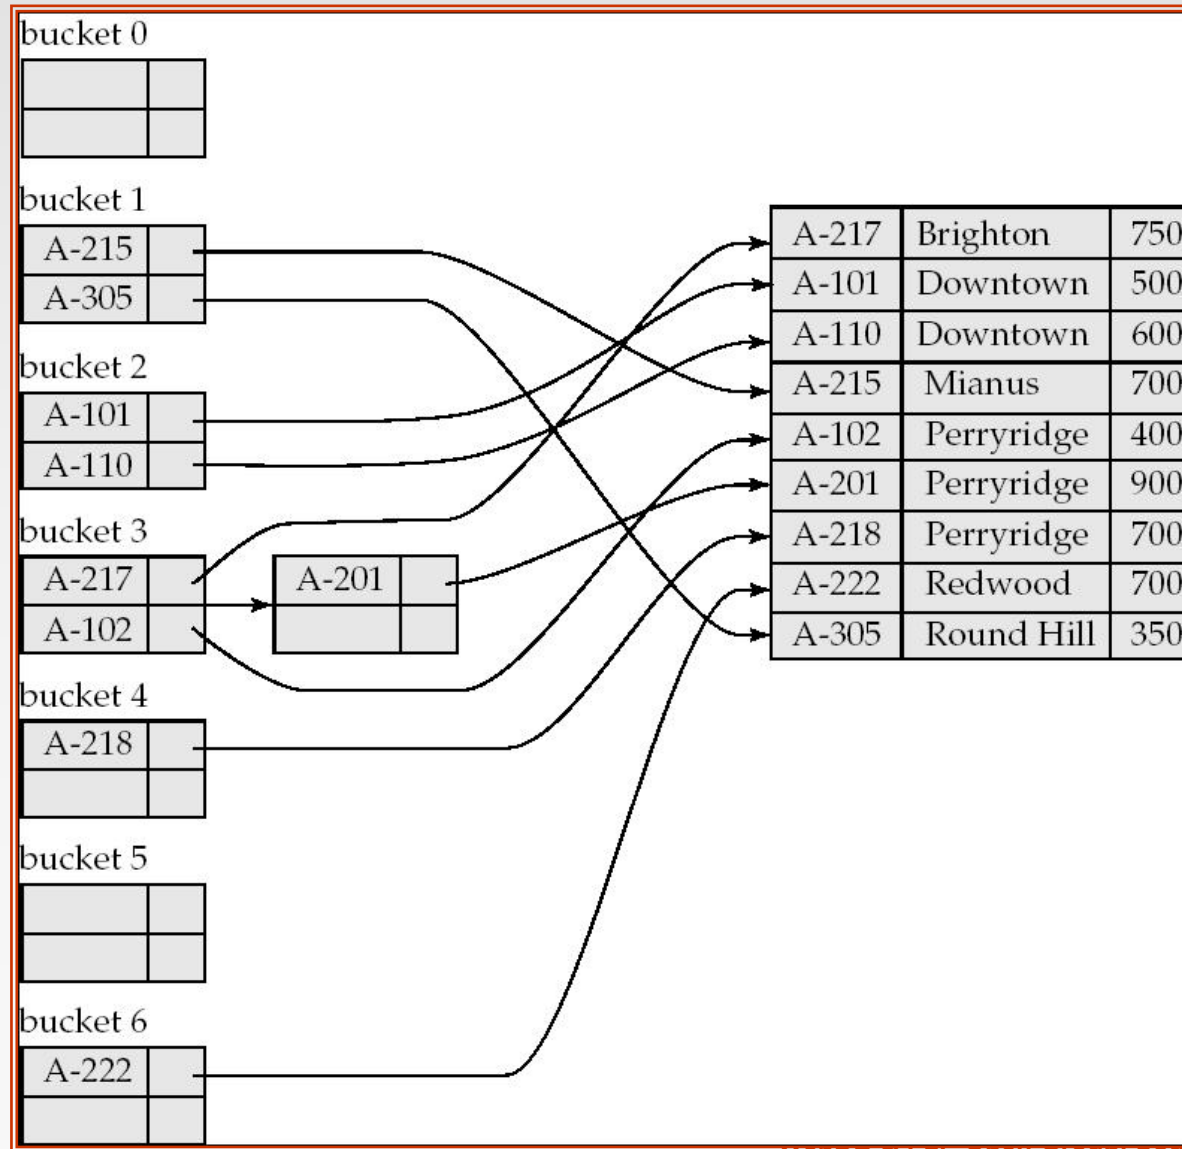 bucket 0
bucket 1
A-215
A-305
bucket 2
A-101
A-110
bucket 3
A-217
A-102
A-201
bucket 4
A-218
bucket 5
bucket 6
A-222
A-217 Brighton 750
A-101 Downtown 500
A-110 Downtown 600
A-215 Mianus 700
A-102 Perryridge 400
A-201 Perryridge 900
A-218 Perryridge 700
A-222 Redwood 700
A-305 Round Hill 350